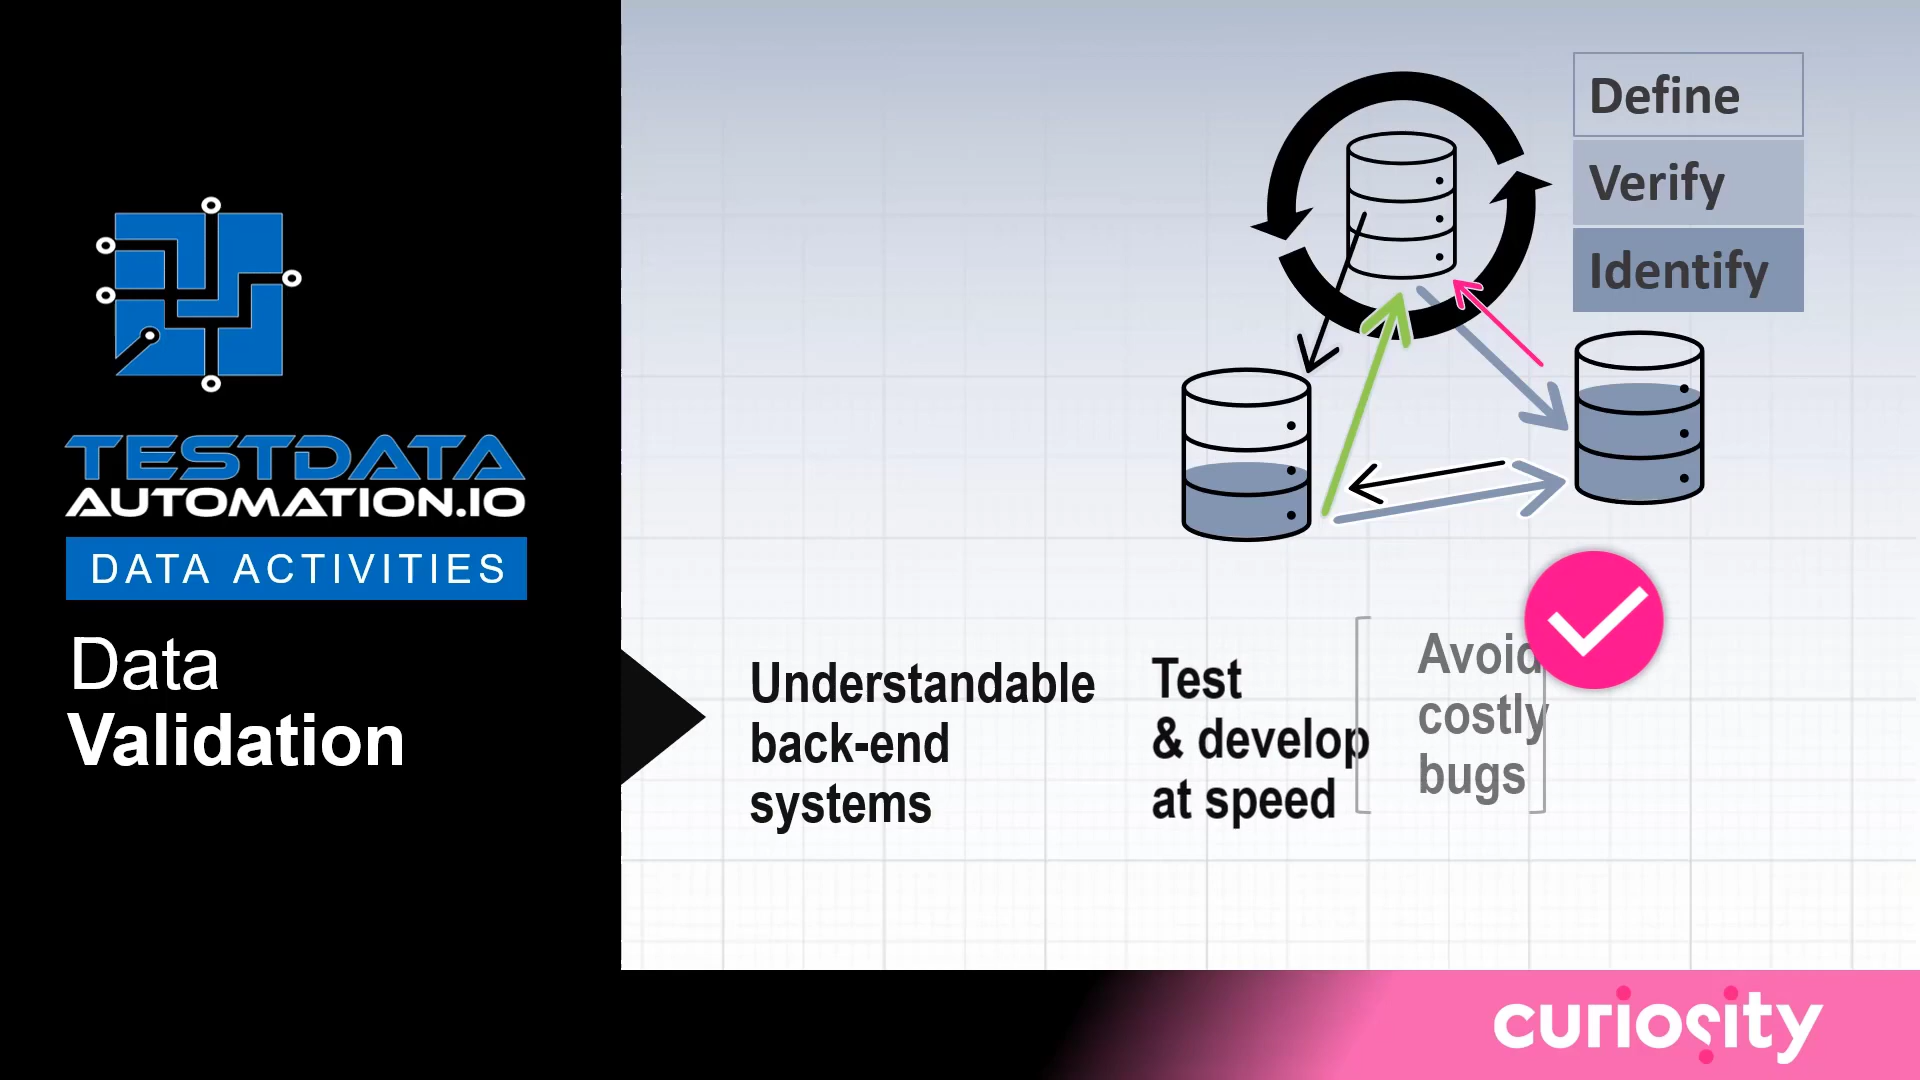 TESTDATA
AUTOMATION.IO
DATA ACTIVITIES
Data
Validation
Define
Verify
Identify
Understandable
back-end
systems
Test
& develop
at speed
Avoid
costly
bugs
curiosity